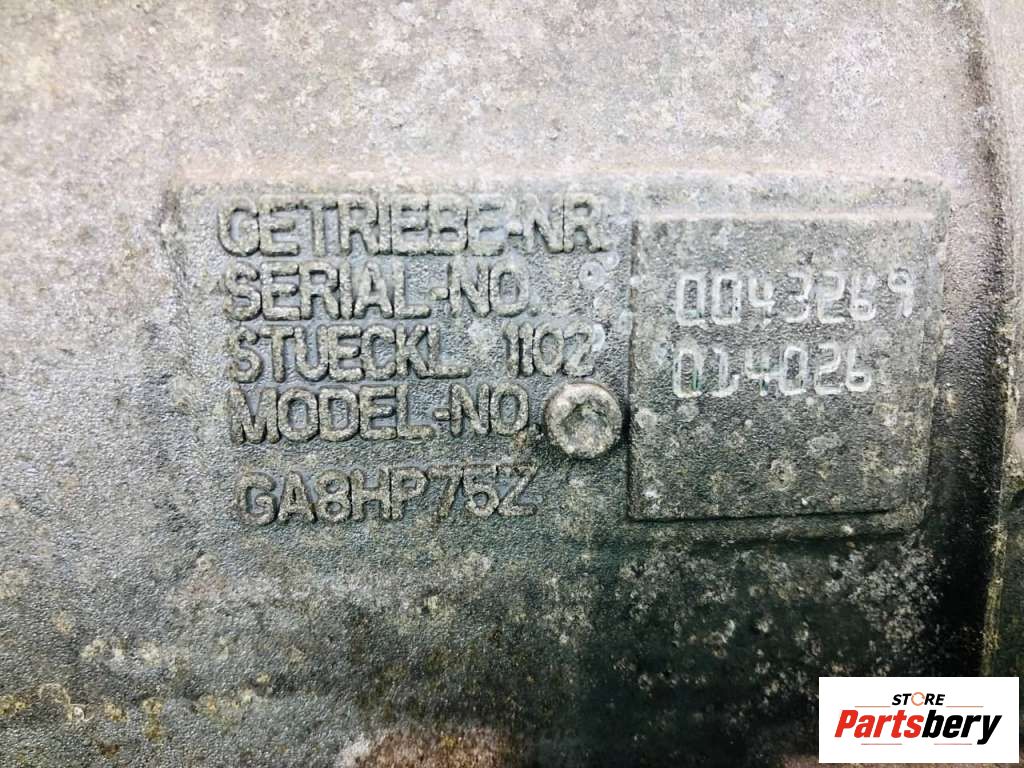 GETRIEBE-NR.
SERIAL-NO. 0043269
STUECKL. 1102 014026
MODEL-NO.
GA8HP75Z
STORE
Partsbery